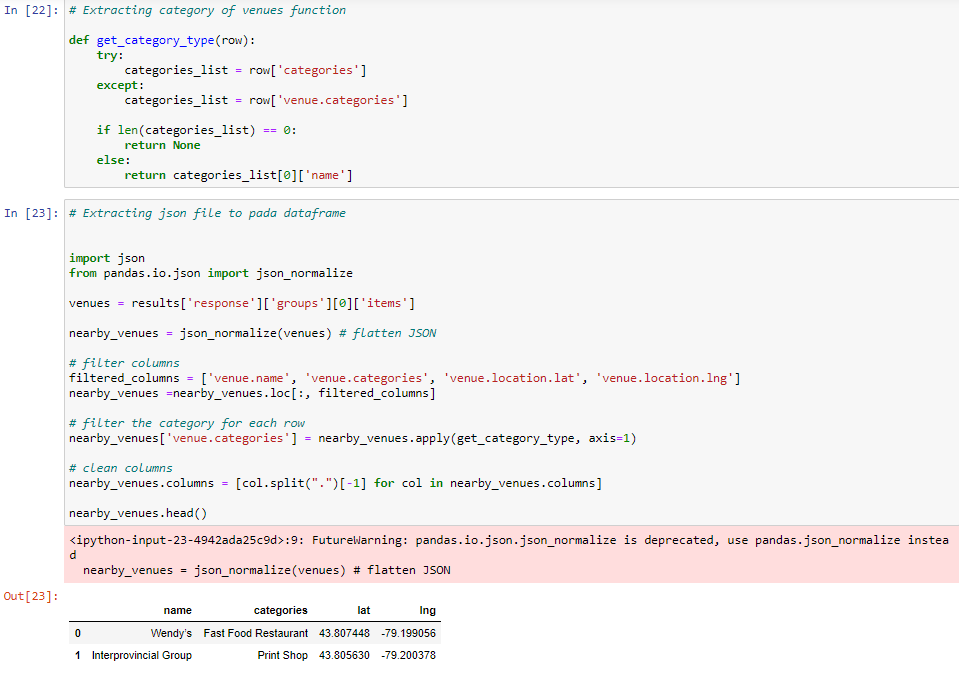 In [22]: # Extracting category of venues function
def get_category_type(row):
    try:
        categories_list = row['categories']
    except:
        categories_list = row['venue.categories']
    if len(categories_list) == 0:
        return None
    else:
        return categories_list[0]['name']
In [23]: # Extracting json file to pada dataframe
import json
from pandas.io.json import json_normalize
venues = results['response']['groups'][0]['items']
nearby_venues = json_normalize(venues) # flatten JSON
# filter columns
filtered_columns = ['venue.name', 'venue.categories', 'venue.location.lat', 'venue.location.lng']
nearby_venues =nearby_venues.loc[:, filtered_columns]
# filter the category for each row
nearby_venues['venue.categories'] = nearby_venues.apply(get_category_type, axis=1)
# clean columns
nearby_venues.columns = [col.split(".")[-1] for col in nearby_venues.columns]
nearby_venues.head()
<ipython-input-23-4942ada25c9d>:9: FutureWarning: pandas.io.json.json_normalize is deprecated, use pandas.json_normalize instea
d
  nearby_venues = json_normalize(venues) # flatten JSON
Out[23]:
name categories lat lng
0 Wendy's Fast Food Restaurant 43.807448 -79.199056
1 Interprovincial Group Print Shop 43.805630 -79.200378